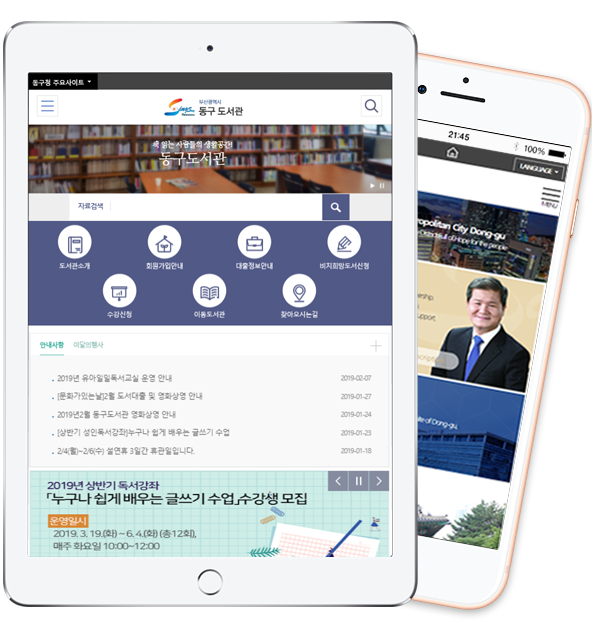 동구청 주요사이트
부산광역시
동구 도서관
책 읽는 사람들의 생활공간!
동구도서관
자료검색
도서관소개
회원가입안내
대출정보안내
비치희망도서신청
수강신청
이동도서관
찾아오시는길
안내사항 이달의행사
2019년 유아일일독서교실 운영 안내 2019-02-07
[문화가있는날]2월 도서대출 및 영화상영 안내 2019-01-27
2019년2월 동구도서관 영화상영 안내 2019-01-24
[상반기 성인독서강좌]누구나 쉽게 배우는 글쓰기 수업 2019-01-23
2/4(월)~2/6(수) 설연휴 3일간 휴관일입니다. 2019-01-18
2019년 상반기 독서강좌
「누구나 쉽게 배우는 글쓰기 수업」수강생 모집
운영일시
2019. 3. 19.(화) ~ 6. 4.(화) (총12회),
매주 화요일 10:00~12:00
21:45
100%
LANGUAGE
MENU
opolitan City Dong-gu
of Hope for the people
ership
support
of Dong-gu